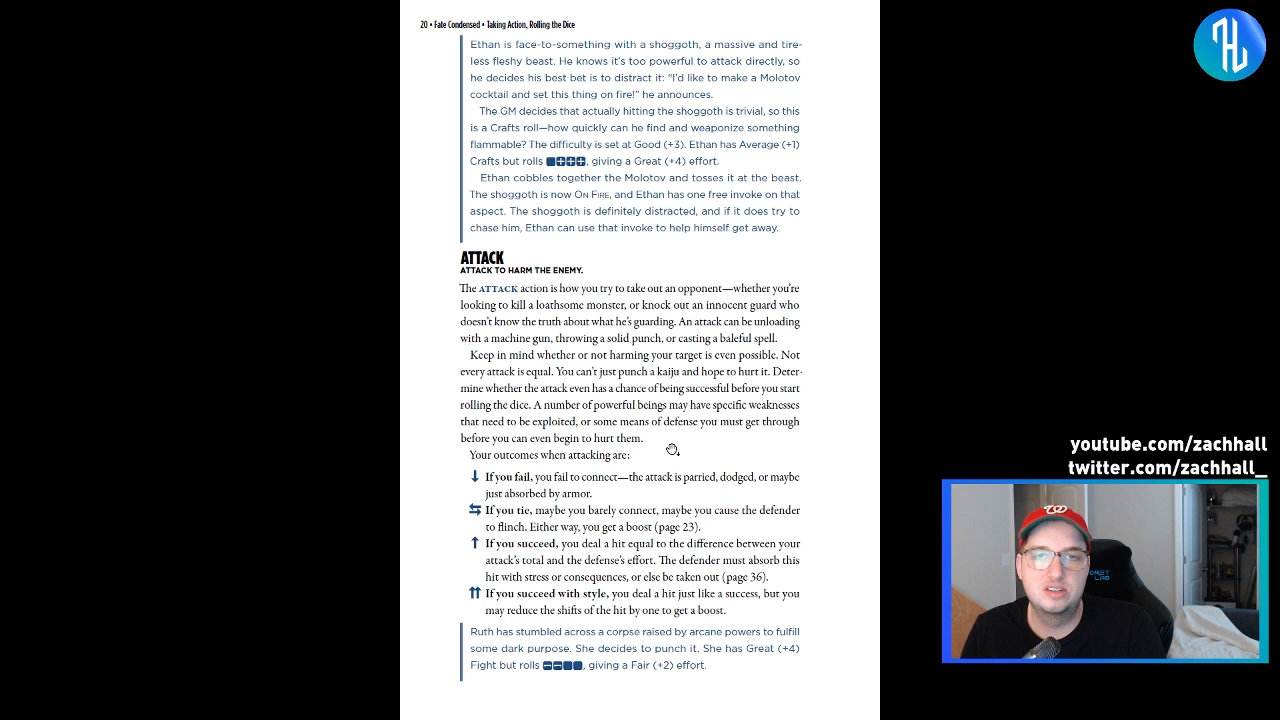 20 • Fate Condensed • Taking Action, Rolling the Dice
Ethan is face-to-something with a shoggoth, a massive and tire-
less fleshy beast. He knows it's too powerful to attack directly, so
he decides his best bet is to distract it: “I'd like to make a Molotov
cocktail and set this thing on fire!” he announces.
The GM decides that actually hitting the shoggoth is trivial, so this
is a Crafts roll—how quickly can he find and weaponize something
flammable? The difficulty is set at Good (+3). Ethan has Average (+1)
Crafts but rolls , giving a Great (+4) effort.
Ethan cobbles together the Molotov and tosses it at the beast.
The shoggoth is now On Fire, and Ethan has one free invoke on that
aspect. The shoggoth is definitely distracted, and if it does try to
chase him, Ethan can use that invoke to help himself get away.
ATTACK
ATTACK TO HARM THE ENEMY.
The ATTACK action is how you try to take out an opponent—whether you're
looking to kill a loathsome monster, or knock out an innocent guard who
doesn't know the truth about what he's guarding. An attack can be unloading
with a machine gun, throwing a solid punch, or casting a baleful spell.
Keep in mind whether or not harming your target is even possible. Not
every attack is equal. You can't just punch a kaiju and hope to hurt it. Deter-
mine whether the attack even has a chance of being successful before you start
rolling the dice. A number of powerful beings may have specific weaknesses
that need to be exploited, or some means of defense you must get through
before you can even begin to hurt them.
Your outcomes when attacking are:
If you fail, you fail to connect—the attack is parried, dodged, or maybe
just absorbed by armor.
If you tie, maybe you barely connect, maybe you cause the defender
to flinch. Either way, you get a boost (page 23).
If you succeed, you deal a hit equal to the difference between your
attack's total and the defense's effort. The defender must absorb this
hit with stress or consequences, or else be taken out (page 36).
If you succeed with style, you deal a hit just like a success, but you
may reduce the shifts of the hit by one to get a boost.
Ruth has stumbled across a corpse raised by arcane powers to fulfill
some dark purpose. She decides to punch it. She has Great (+4)
Fight but rolls , giving a Fair (+2) effort.
youtube.com/zachhall
twitter.com/zachhall_